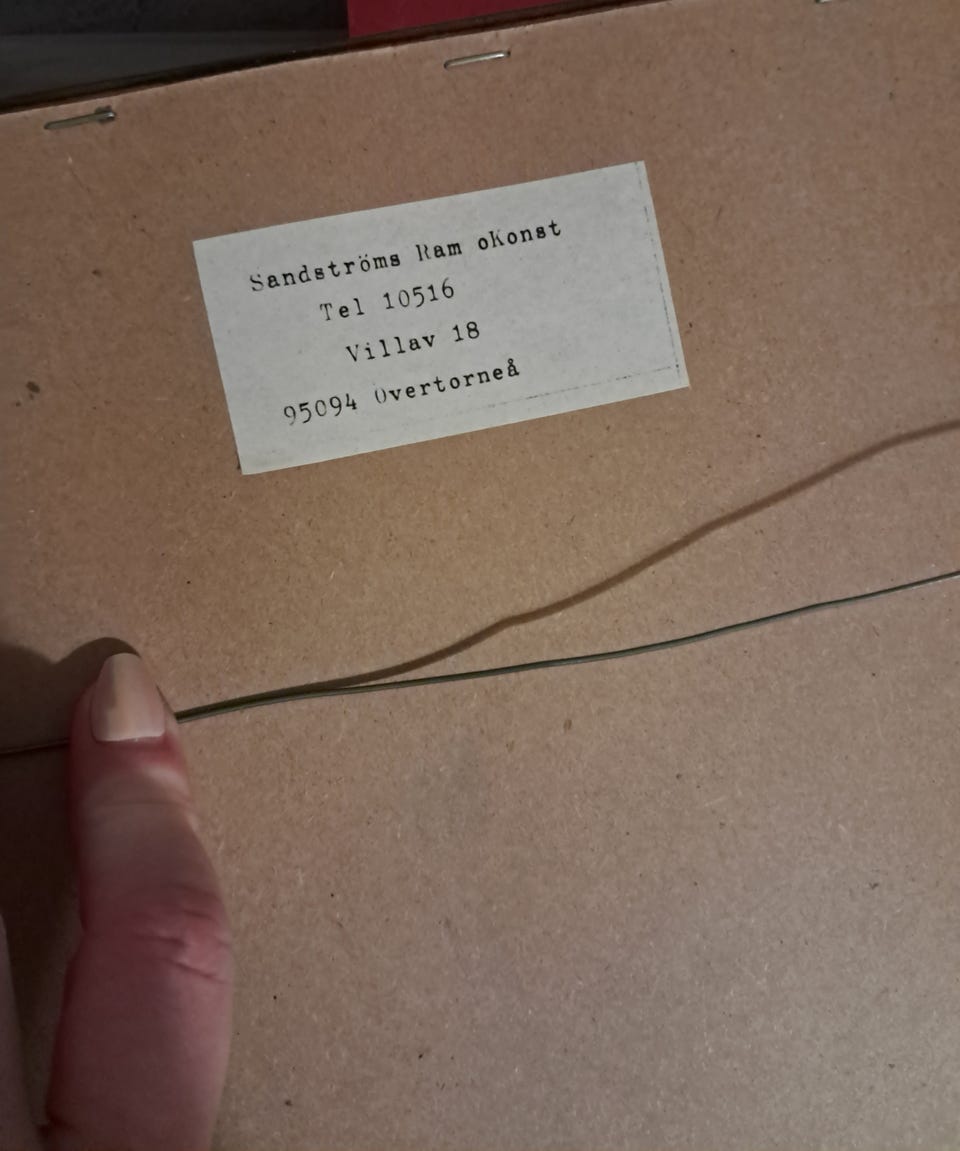 Sandströms Ram oKonst
Tel 10516
Villav 18
95094 Övertorneå